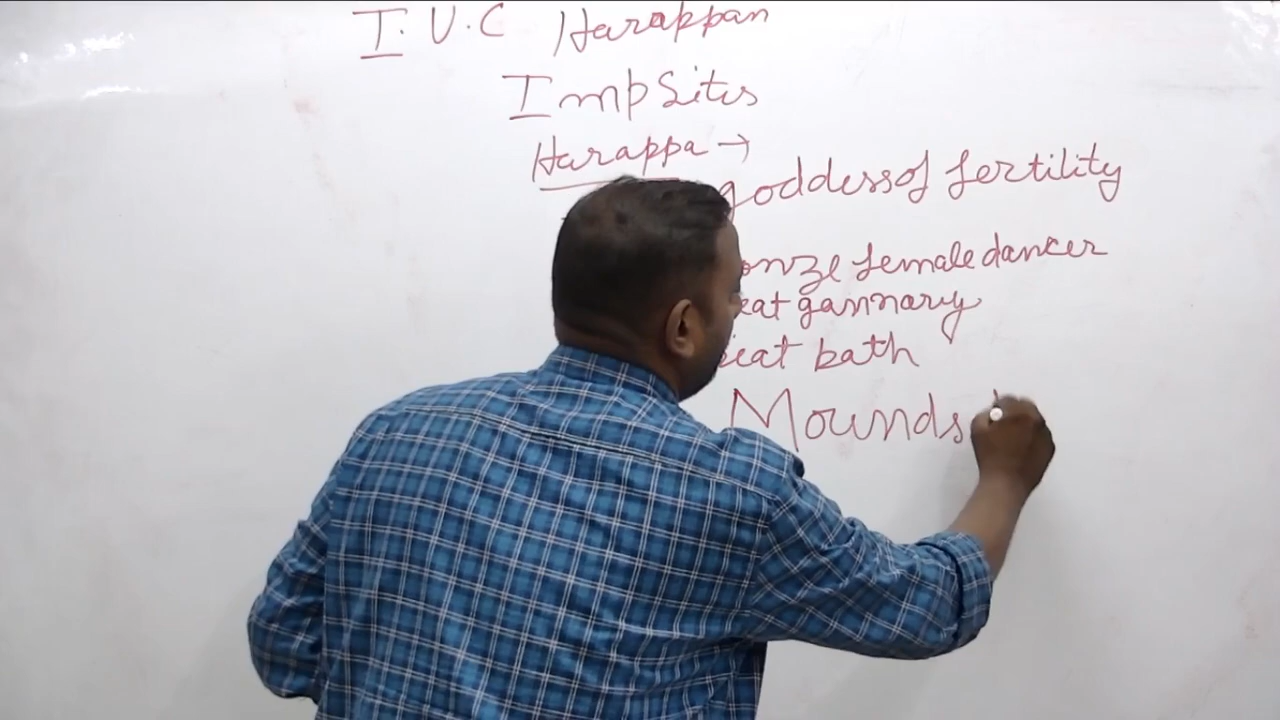 I. V. C Harappan
Imp Sites
Harappa →
goddess of fertility
onze female dancer
eat gannary
eat bath
Mounds